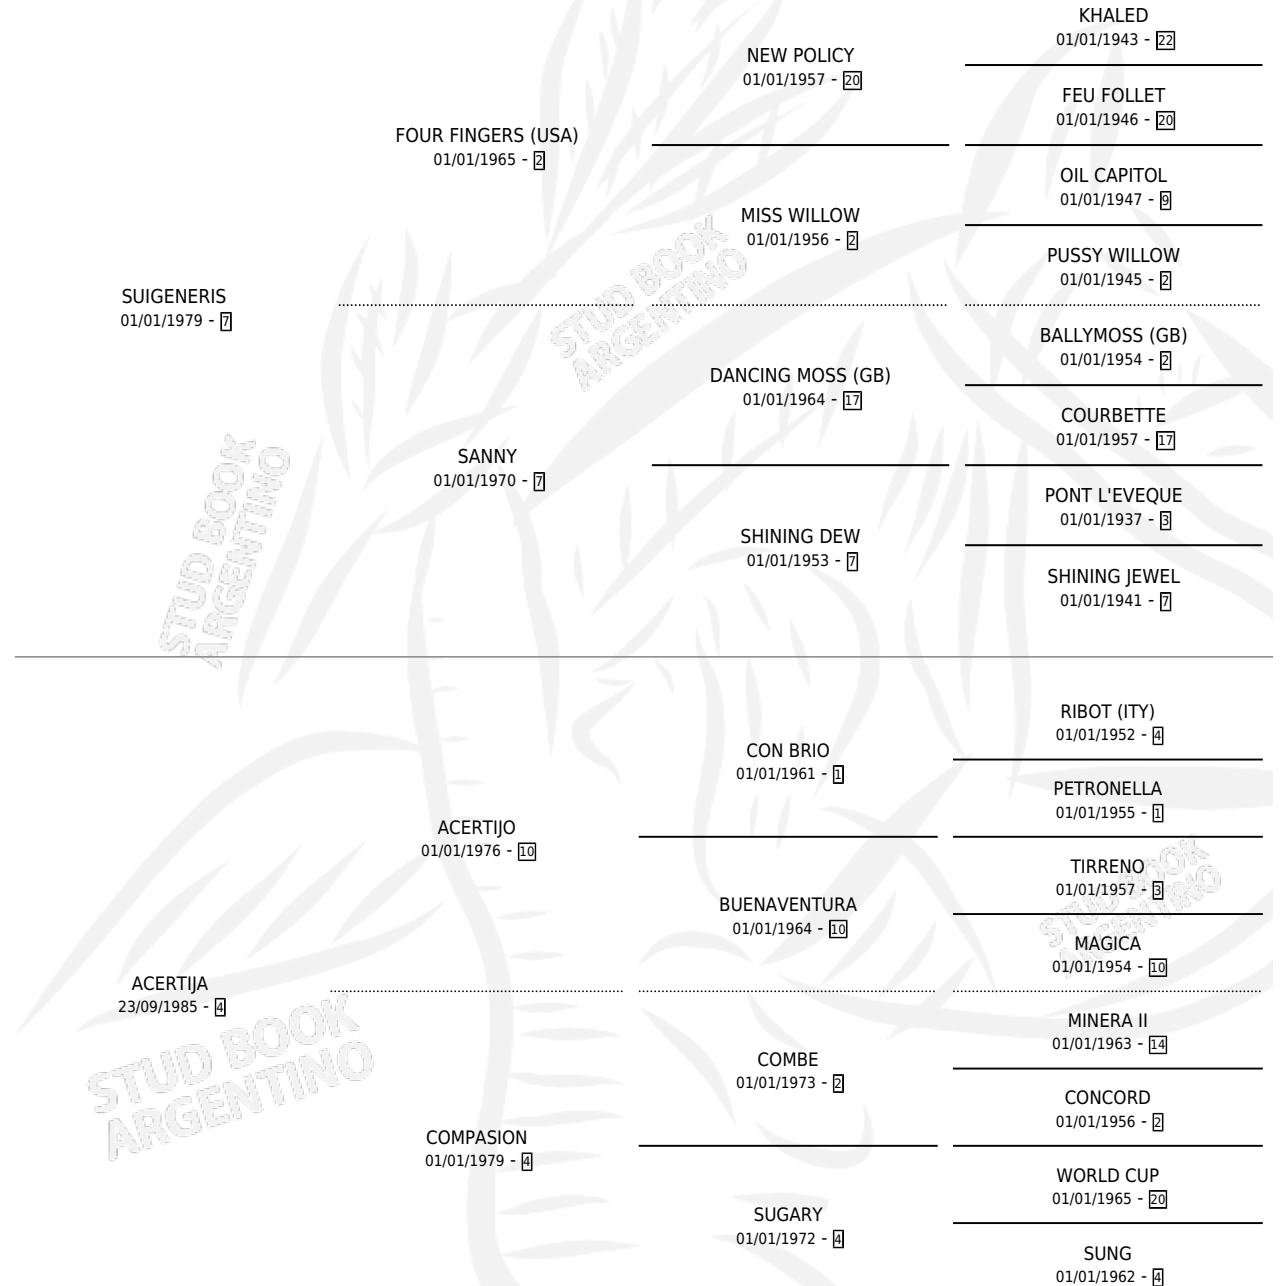 KHALED
01/01/1943 - 22
NEW POLICY
01/01/1957 - 20
FEU FOLLET
01/01/1946 - 20
FOUR FINGERS (USA)
01/01/1965 - 2
OIL CAPITOL
01/01/1947 - 9
MISS WILLOW
01/01/1956 - 2
PUSSY WILLOW
01/01/1945 - 2
SUIGENERIS
01/01/1979 - 7
STUD BOOK
ARGENTINO
BALLYMOSS (GB)
01/01/1954 - 2
DANCING MOSS (GB)
01/01/1964 - 17
COURBETTE
01/01/1957 - 17
SANNY
01/01/1970 - 7
PONT L'EVEQUE
01/01/1937 - 3
SHINING DEW
01/01/1953 - 7
SHINING JEWEL
01/01/1941 - 7
STUD BOOK
ARGENTINO
RIBOT (ITY)
01/01/1952 - 4
CON BRIO
01/01/1961 - 1
PETRONELLA
01/01/1955 - 1
ACERTIJO
01/01/1976 - 10
TIRRENO
01/01/1957 - 3
BUENAVENTURA
01/01/1964 - 10
MAGICA
01/01/1954 - 10
STUD BOOK
ARGENTINO
ACERTIJA
23/09/1985 - 4
MINERA II
01/01/1963 - 14
COMBE
01/01/1973 - 2
CONCORD
01/01/1956 - 2
STUD BOOK
ARGENTINO
COMPASION
01/01/1979 - 4
WORLD CUP
01/01/1965 - 20
SUGARY
01/01/1972 - 4
SUNG
01/01/1962 - 4